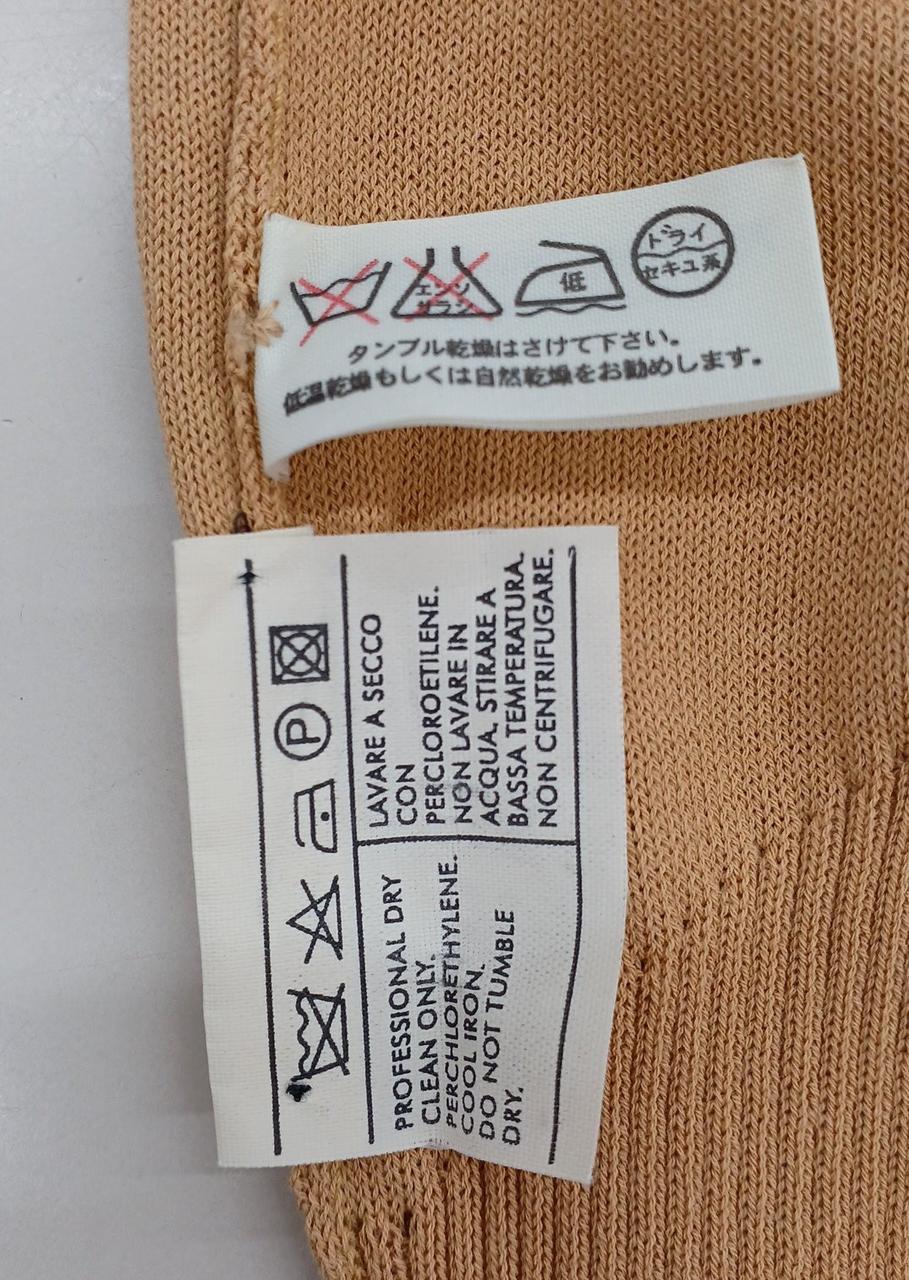 エンソ
サラシ
低
ドライ
セキユ系
タンブル乾燥はさけて下さい。
低温乾燥もしくは自然乾燥をお勧めします。
P
PROFESSIONAL DRY
CLEAN ONLY.
PERCHLORETHYLENE.
COOL IRON.
DO NOT TUMBLE
DRY.
LAVARE A SECCO
CON
PERCLOROETILENE.
NON LAVARE IN
ACQUA. STIRARE A
BASSA TEMPERATURA.
NON CENTRIFUGARE.